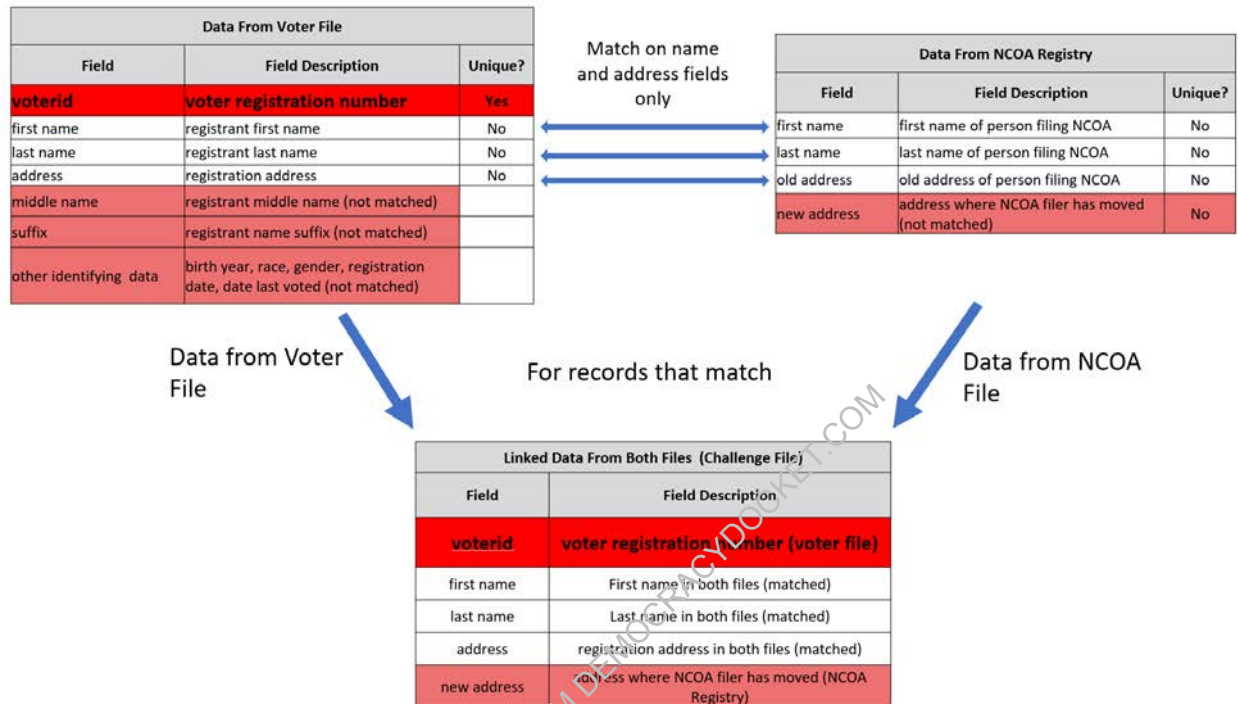 Data From Voter File
Field Field Description Unique?
voterid voter registration number Yes
first name registrant first name No
last name registrant last name No
address registration address No
middle name registrant middle name (not matched)
suffix registrant name suffix (not matched)
other identifying data birth year, race, gender, registration
date, date last voted (not matched)
Match on name
and address fields
only
Data From NCOA Registry
Field Field Description Unique?
first name first name of person filing NCOA No
last name last name of person filing NCOA No
old address old address of person filing NCOA No
new address address where NCOA filer has moved
(not matched) No
Data from Voter
File
For records that match
Data from NCOA
File
Linked Data From Both Files (Challenge File)
Field Field Description
voterid voter registration number (voter file)
first name First name in both files (matched)
last name Last name in both files (matched)
address registration address in both files (matched)
new address address where NCOA filer has moved (NCOA
Registry)
M DEMOCRACYDOCKET.COM